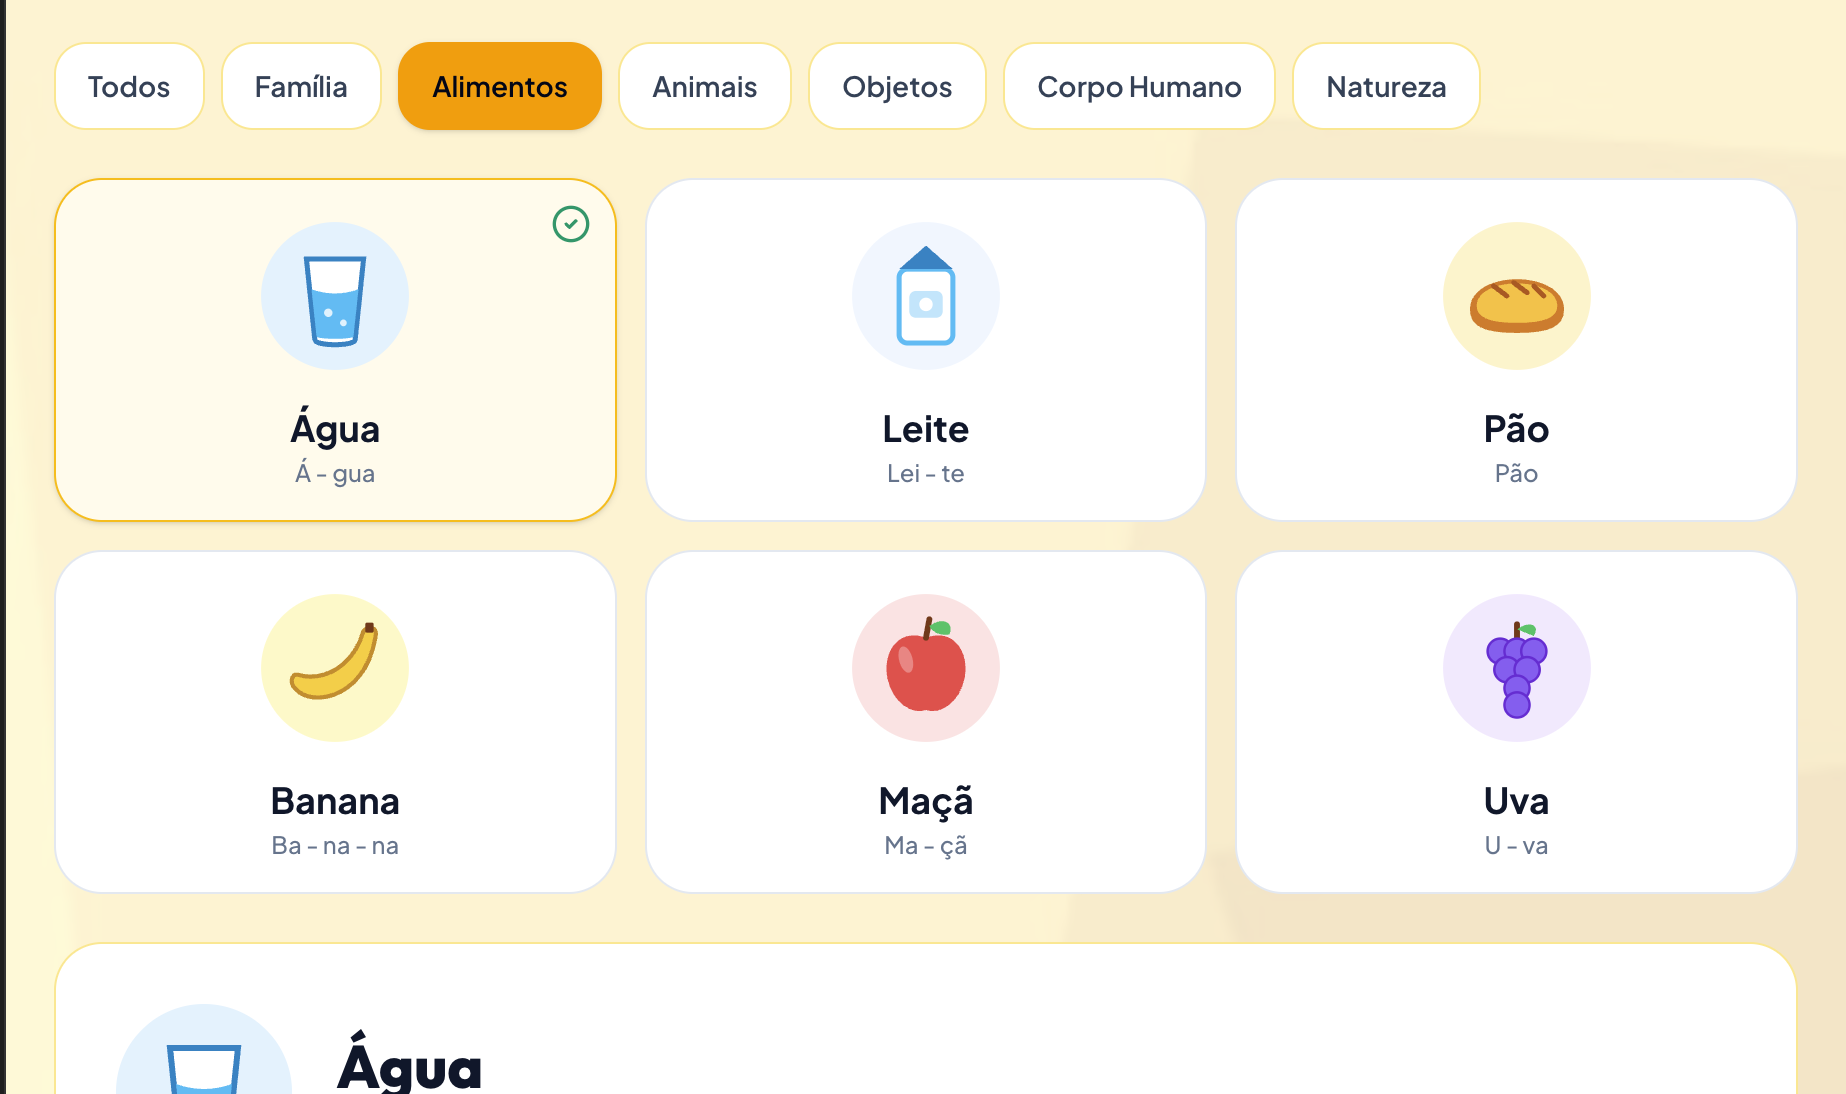 Todos
Família
Alimentos
Animais
Objetos
Corpo Humano
Natureza
Água
Á - gua
Leite
Lei - te
Pão
Pão
Banana
Ba - na - na
Maçã
Ma - çã
Uva
U - va
Água